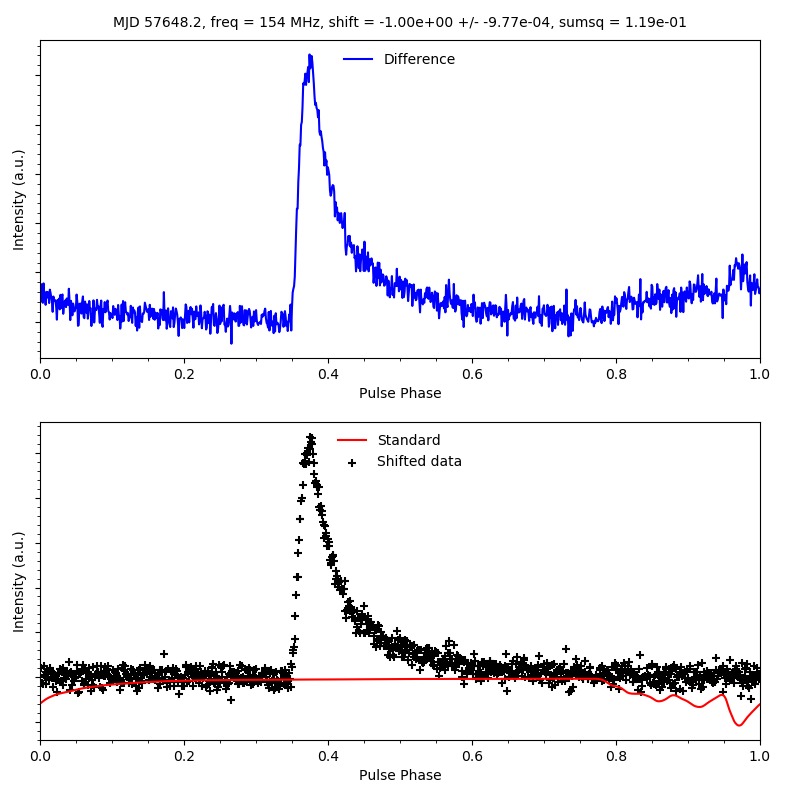 MJD 57648.2, freq = 154 MHz, shift = -1.00e+00 +/- -9.77e-04, sumsq = 1.19e-01
Difference
Intensity (a.u.)
0.0 0.2 0.4 0.6 0.8 1.0
Pulse Phase
Standard
Shifted data
Intensity (a.u.)
0.0 0.2 0.4 0.6 0.8 1.0
Pulse Phase